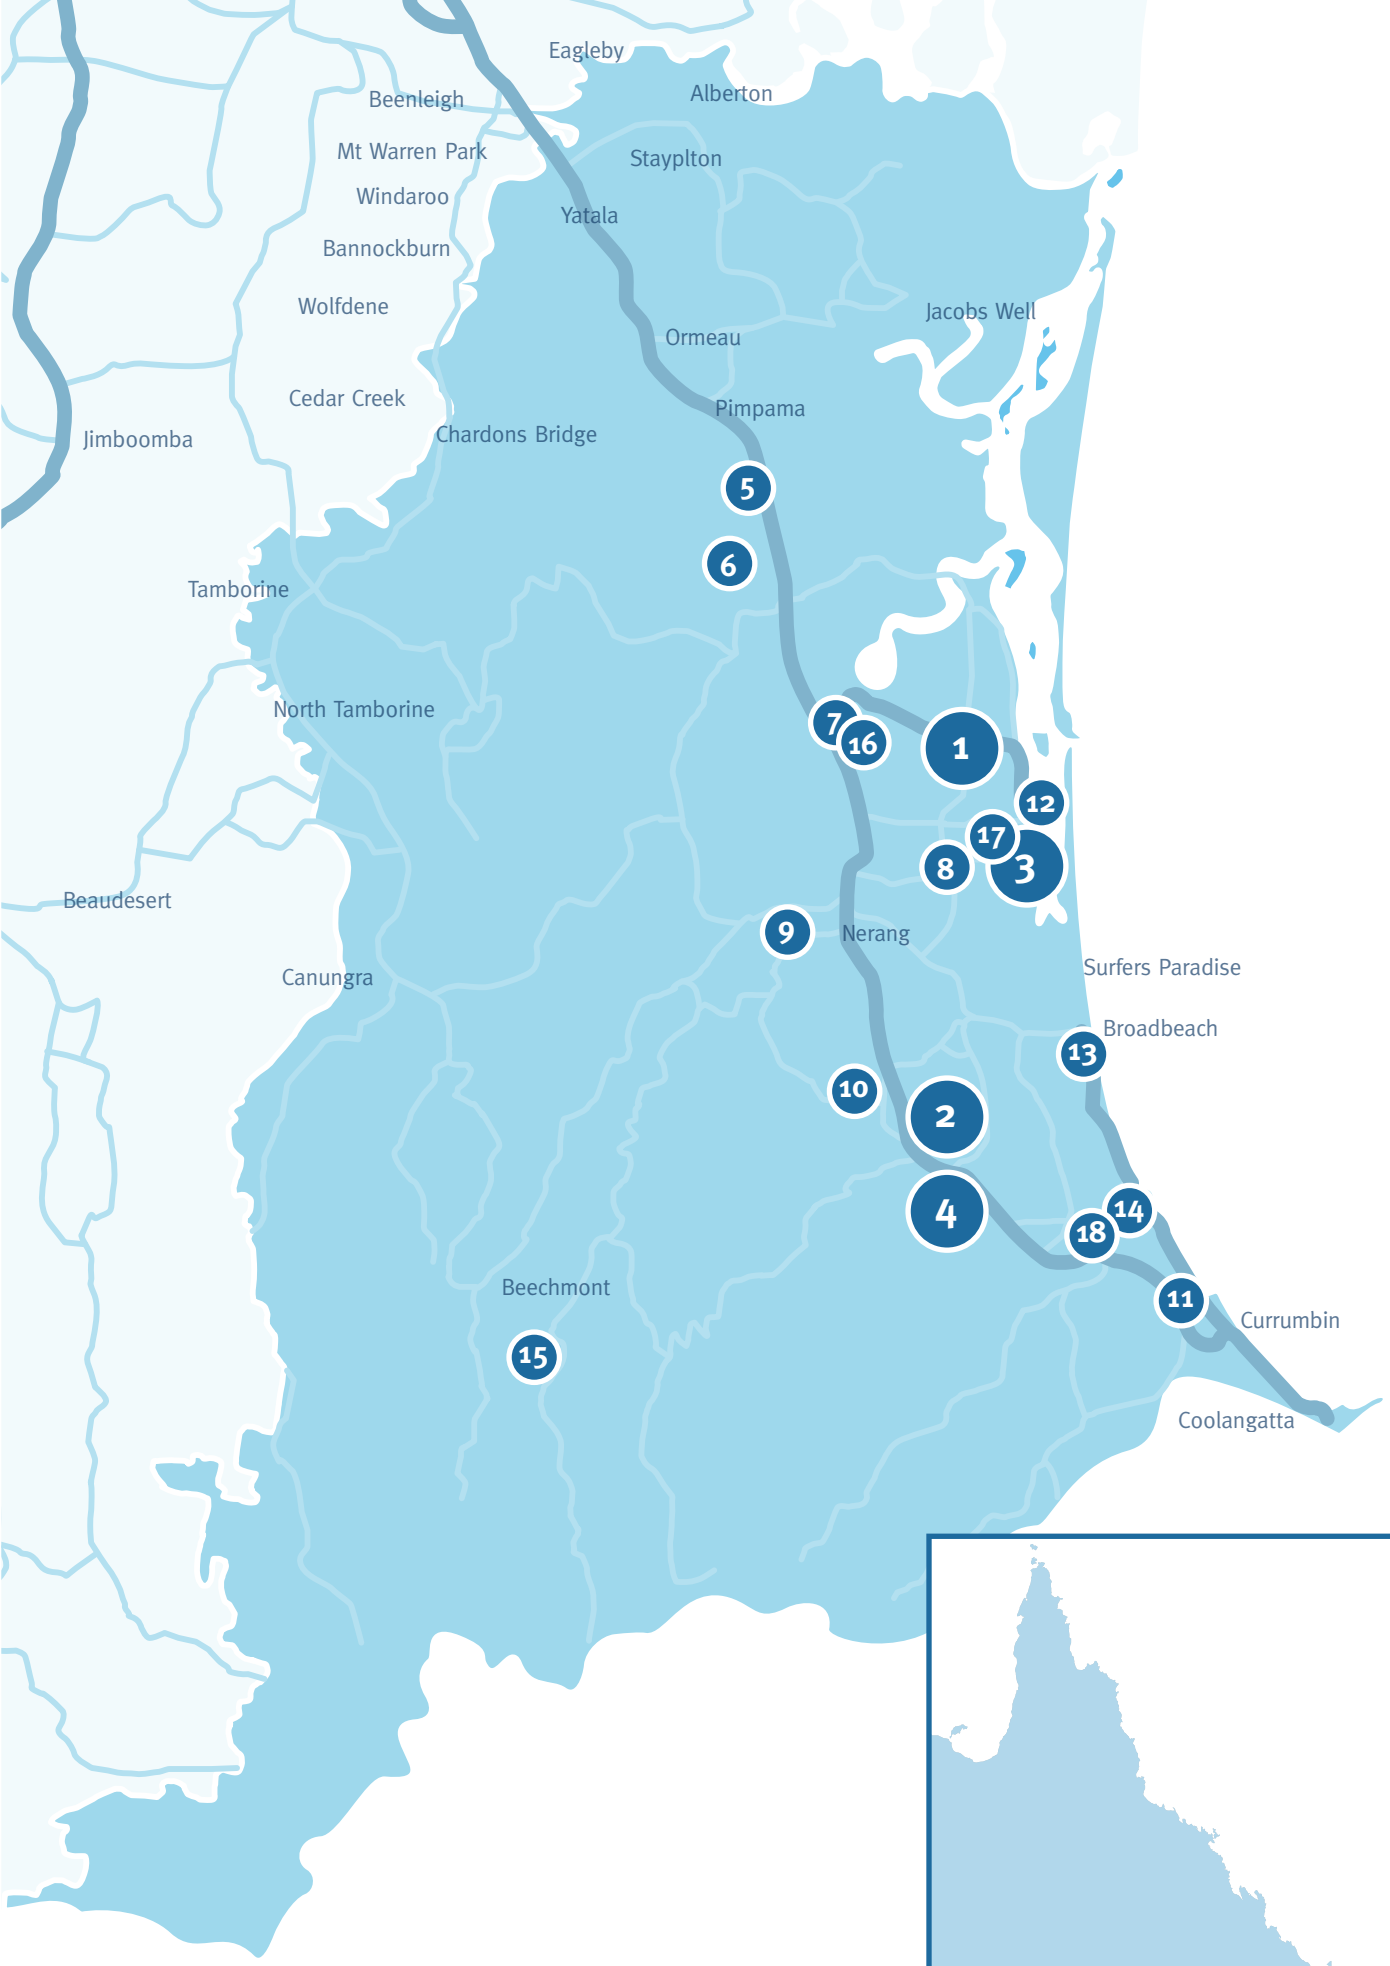 Eagleby
Alberton
Beenleigh
Mt Warren Park
Stayplton
Windaroo
Yatala
Bannockburn
Wolfdene
Jacobs Well
Ormeau
Cedar Creek
Pimpama
Chardons Bridge
Jimboomba
5
6
Tamborine
North Tamborine
7
16
1
12
17
3
8
Beaudesert
9
Nerang
Surfers Paradise
Canungra
Broadbeach
13
10
2
4
14
18
Beechmont
11
Currumbin
15
Coolangatta